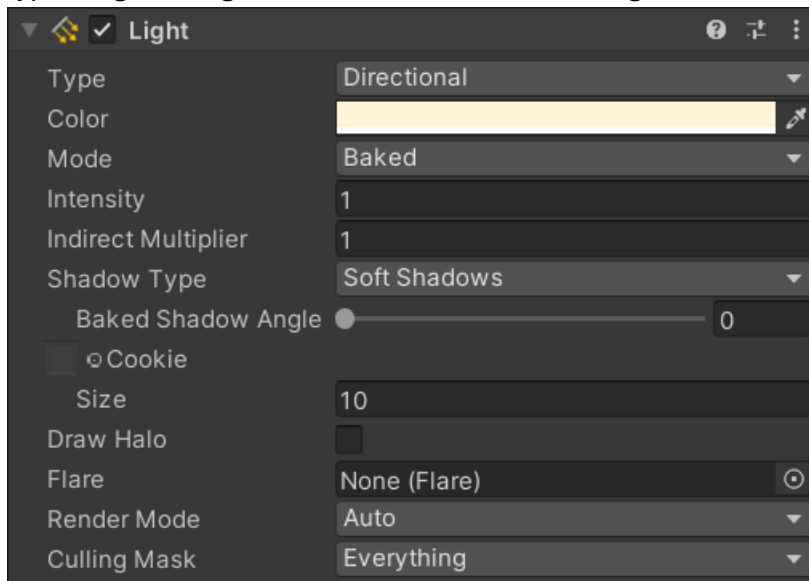 Light
Type Directional
Color
Mode Baked
Intensity 1
Indirect Multiplier 1
Shadow Type Soft Shadows
Baked Shadow Angle 0
Cookie
Size 10
Draw Halo
Flare None (Flare)
Render Mode Auto
Culling Mask Everything